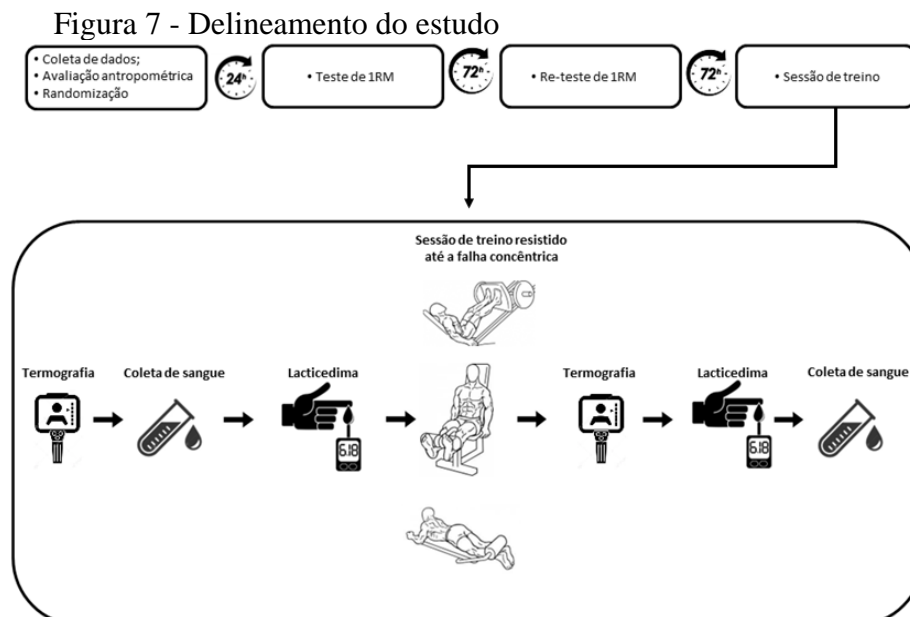 Figura 7 - Delineamento do estudo
• Coleta de dados;
• Avaliação antropométrica
• Randomização
24h
• Teste de 1RM
72h
• Re-teste de 1RM
72h
• Sessão de treino
Sessão de treino resistido
até a falha concêntrica
Termografia
Coleta de sangue
Lacticedima
Termografia
Lacticedima
Coleta de sangue
6.18
6.18